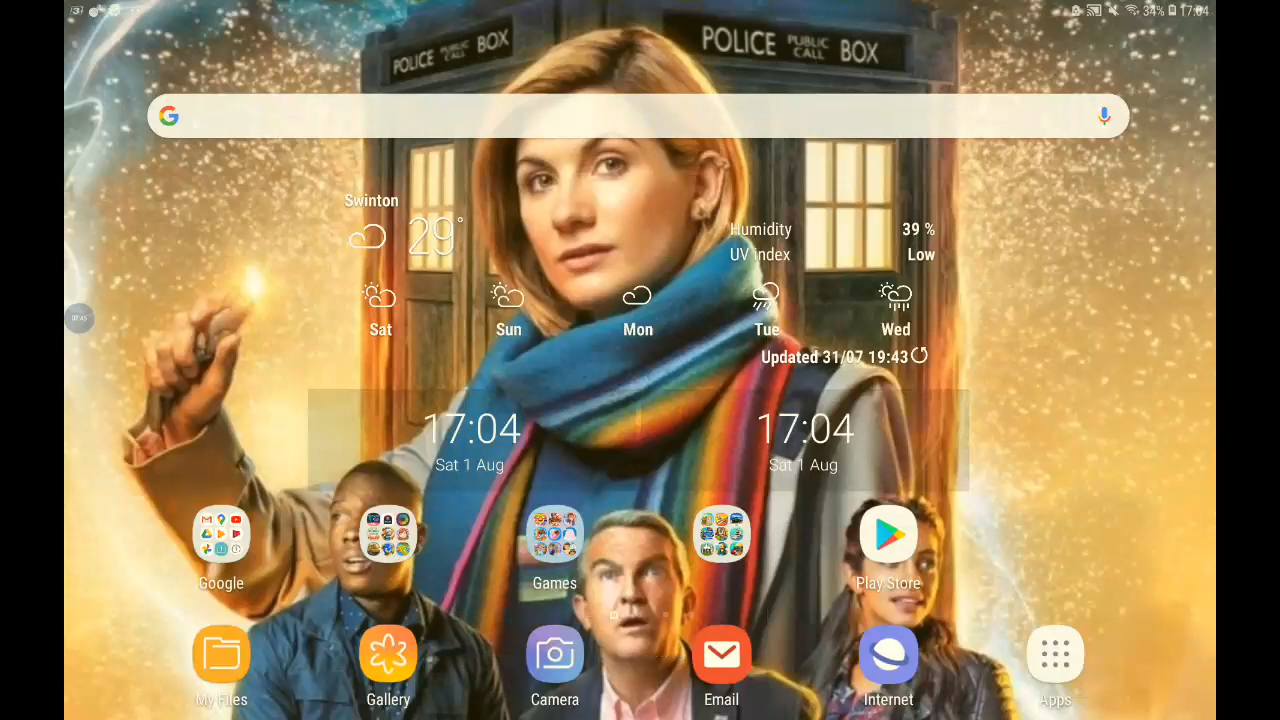 34% 17:04
POLICE PUBLIC CALL BOX
POLICE PUBLIC CALL BOX
Swinton
29°
Humidity 39 %
UV index Low
Sat Sun Mon Tue Wed
Updated 31/07 19:43
07:45
17:04 17:04
Sat 1 Aug Sat 1 Aug
Google Games Play Store
My Files Gallery Camera Email Internet Apps